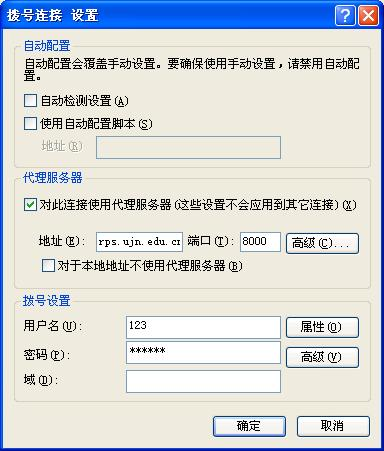 拨号连接 设置
自动配置
自动配置会覆盖手动设置。要确保使用手动设置，请禁用自动配
置。
自动检测设置(A)
使用自动配置脚本(S)
地址(R)
代理服务器
对此连接使用代理服务器(这些设置不会应用到其它连接)(X)
地址(E): rps.ujn.edu.cn 端口(T): 8000 高级(C)...
对于本地地址不使用代理服务器(B)
拨号设置
用户名(U): 123 属性(O)
密码(P): ****** 高级(V)
域(D):
确定 取消